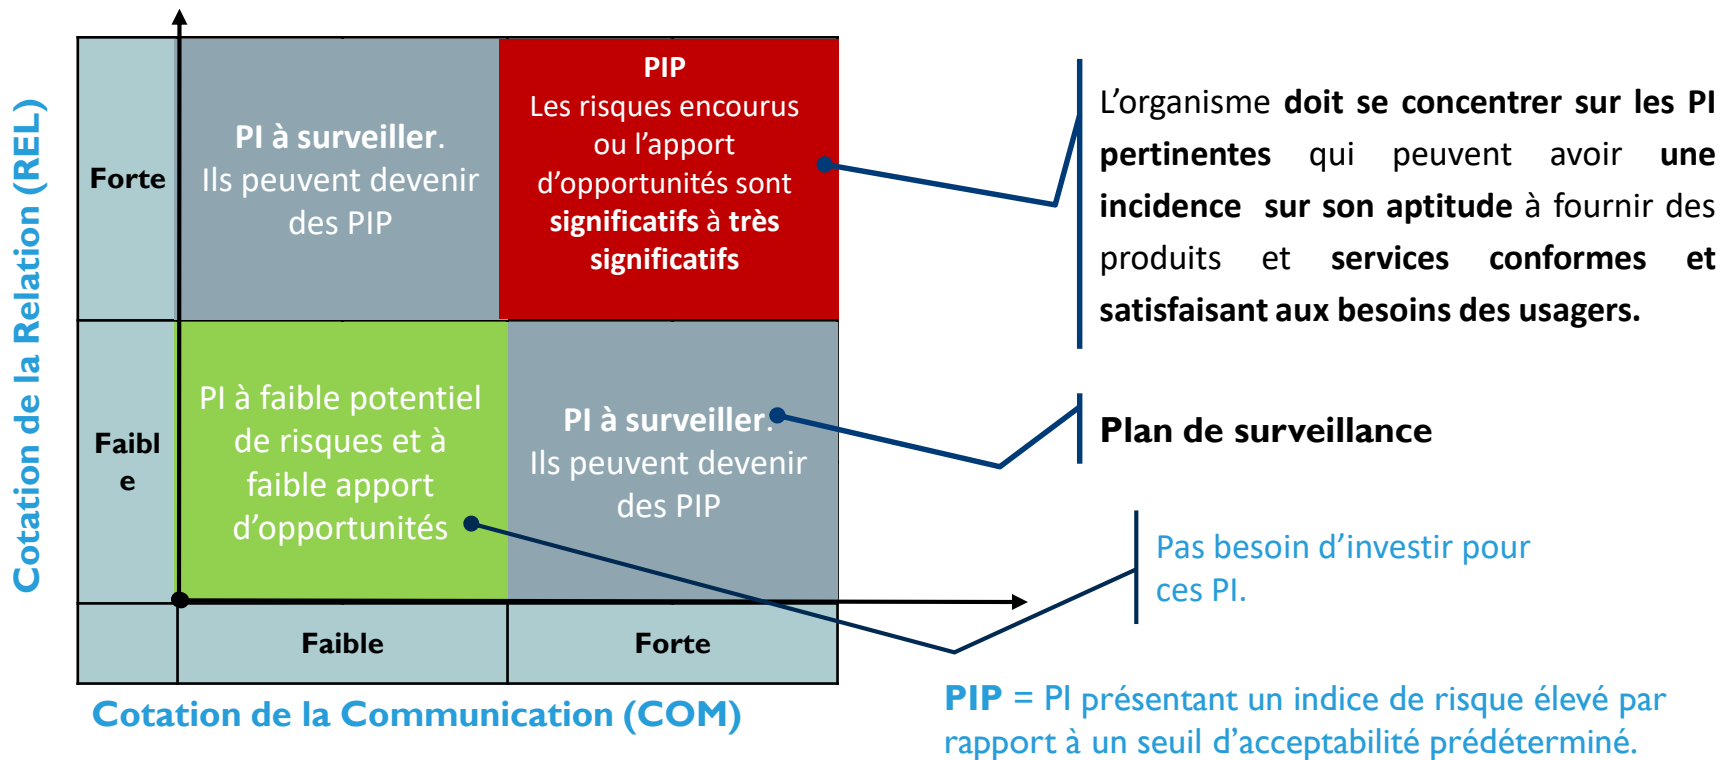 Cotation de la Relation (REL)
Forte
PI à surveiller.
Ils peuvent devenir
des PIP
PIP
Les risques encourus
ou l’apport
d’opportunités sont
significatifs à très
significatifs
Faibl
e
PI à faible potentiel
de risques et à
faible apport
d’opportunités
PI à surveiller.
Ils peuvent devenir
des PIP
Faible
Forte
Cotation de la Communication (COM)
L’organisme doit se concentrer sur les PI
pertinentes qui peuvent avoir une
incidence sur son aptitude à fournir des
produits et services conformes et
satisfaisant aux besoins des usagers.
Plan de surveillance
Pas besoin d’investir pour
ces PI.
PIP = PI présentant un indice de risque élevé par
rapport à un seuil d’acceptabilité prédéterminé.